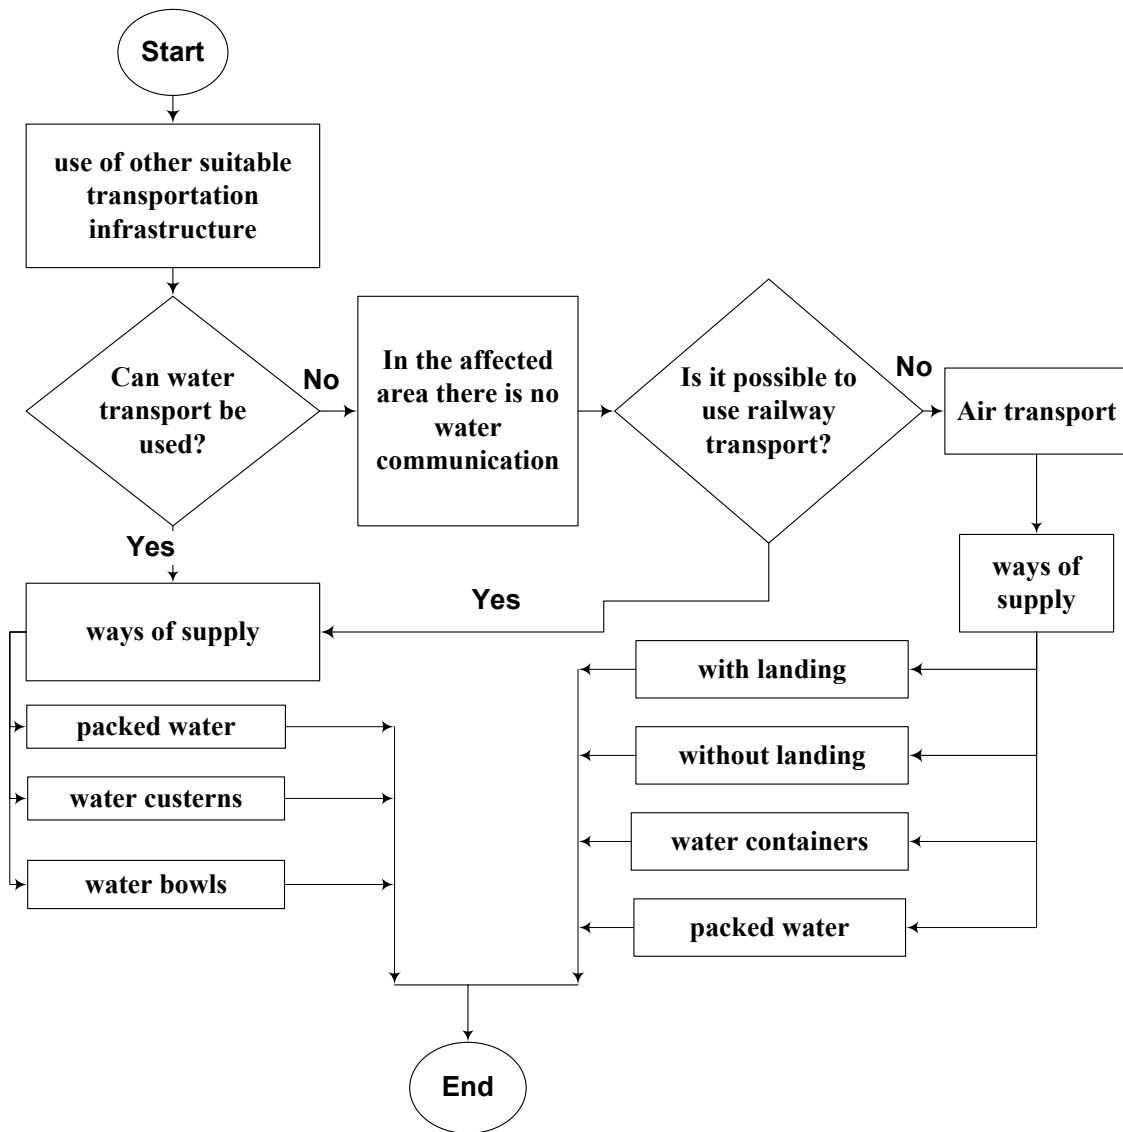 Start
use of other suitable
transportation
infrastructure
Can water
transport be
used?
No
In the affected
area there is no
water
communication
Is it possible to
use railway
transport?
No
Air transport
Yes
ways of supply
Yes
ways of
supply
with landing
packed water
without landing
water custerns
water containers
water bowls
packed water
End